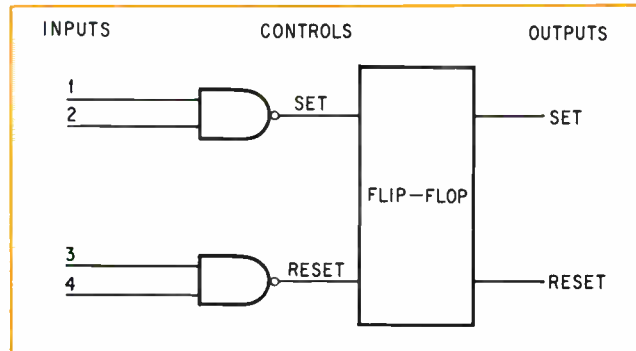 INPUTS CONTROLS OUTPUTS
1
2
SET
SET
FLIP-FLOP
3
4
RESET
RESET